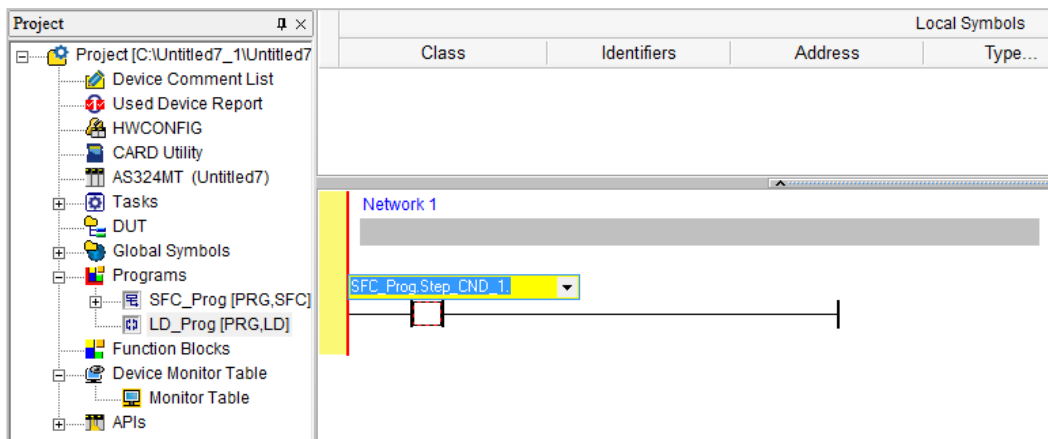 Project
Project [C:\Untitled7_1\Untitled7
Device Comment List
Used Device Report
HWCONFIG
CARD Utility
AS324MT (Untitled7)
Tasks
DUT
Global Symbols
Programs
SFC_Prog [PRG,SFC]
LD_Prog [PRG,LD]
Function Blocks
Device Monitor Table
Monitor Table
APIs
Local Symbols
Class Identifiers Address Type...
Network 1
SFC_Prog.Step_CND_1.